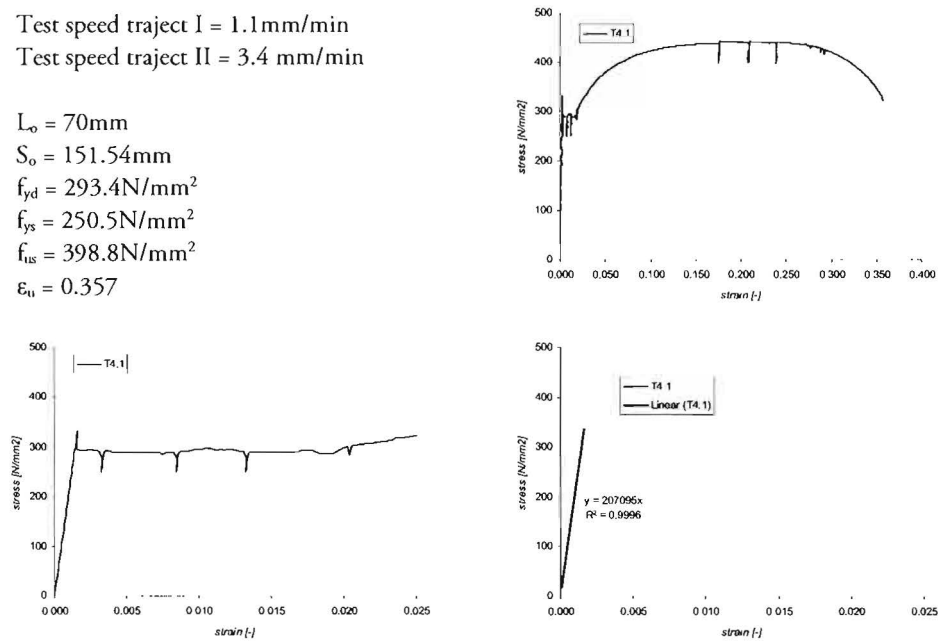 Test speed traject I = 1.1mm/min
Test speed traject II = 3.4 mm/min
Lₒ = 70mm
Sₒ = 151.54mm
f_yd = 293.4N/mm²
f_ys = 250.5N/mm²
f_us = 398.8N/mm²
εᵤ = 0.357
500
400
300
200
100
0
stress [N/mm2]
T4.1
0.000 0.050 0.100 0.150 0.200 0.250 0.300 0.350 0.400
strain [-]
500
400
300
200
100
0
stress [N/mm2]
T4.1
0.000 0.005 0.010 0.015 0.020 0.025
strain [-]
500
400
300
200
100
0
stress [N/mm2]
T4.1
Linear (T4.1)
y = 207095x
R² = 0.9996
0.000 0.005 0.010 0.015 0.020 0.025
strain [-]